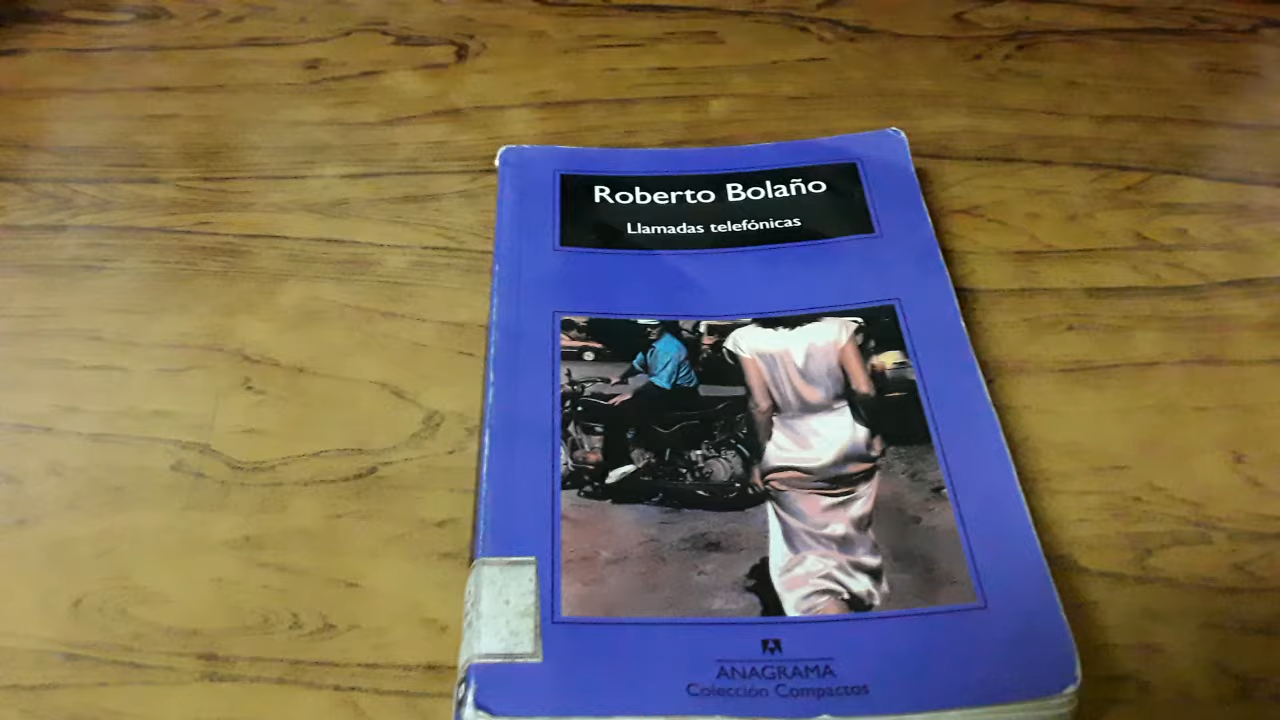 Roberto Bolaño
Llamadas telefónicas
ANAGRAMA
Colección Compactos